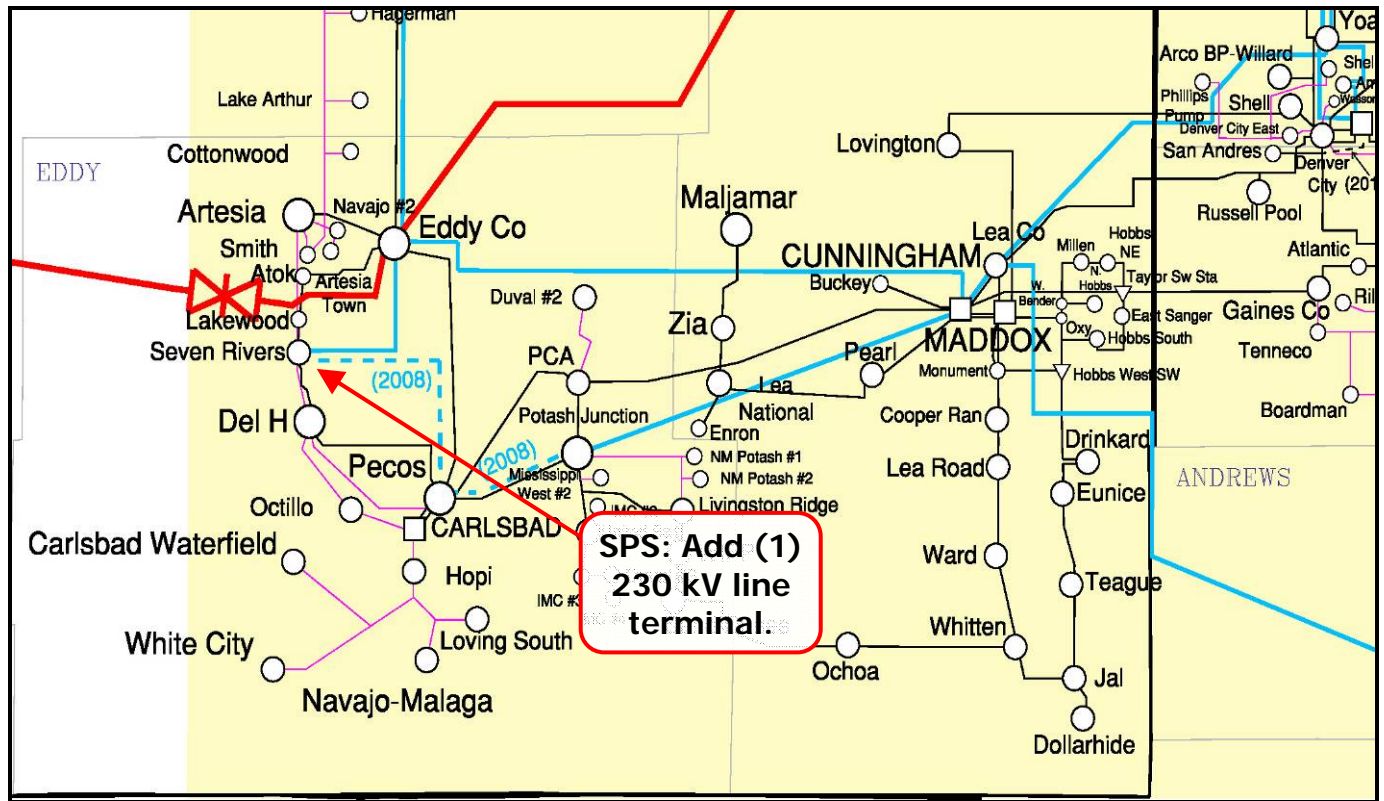 Hagerman
Yoa
Arco BP-Willard
Shel
Lake Arthur
Phillips
Pump
Shell
Denver City East
Lovington
Cottonwood
San Andres
Denver
City (201
EDDY
Maljamar
Russell Pool
Artesia
Navajo #2
Eddy Co
Lea Co
Hobbs
NE
Smith
Millen
Atlantic
CUNNINGHAM
N.
Hobbs
Taylor Sw Sta
Atok
Artesia
Town
Duval #2
Buckey
W.
Bender
Gaines Co
Ril
Lakewood
Zia
East Sanger
MADDOX
Oxy
Hobbs South
Tenneco
Seven Rivers
PCA
Pearl
Monument
Hobbs West SW
(2008)
Lea
National
Boardman
Del H
Potash Junction
Cooper Ran
Enron
Drinkard
(2008)
Pecos
Mississippi
West #2
NM Potash #1
NM Potash #2
Lea Road
ANDREWS
Eunice
Octillo
CARLSBAD
Livingston Ridge
Carlsbad Waterfield
SPS: Add (1)
230 kV line
terminal.
Ward
Hopi
IMC #3
Teague
White City
Loving South
Whitten
Ochoa
Jal
Navajo-Malaga
Dollarhide